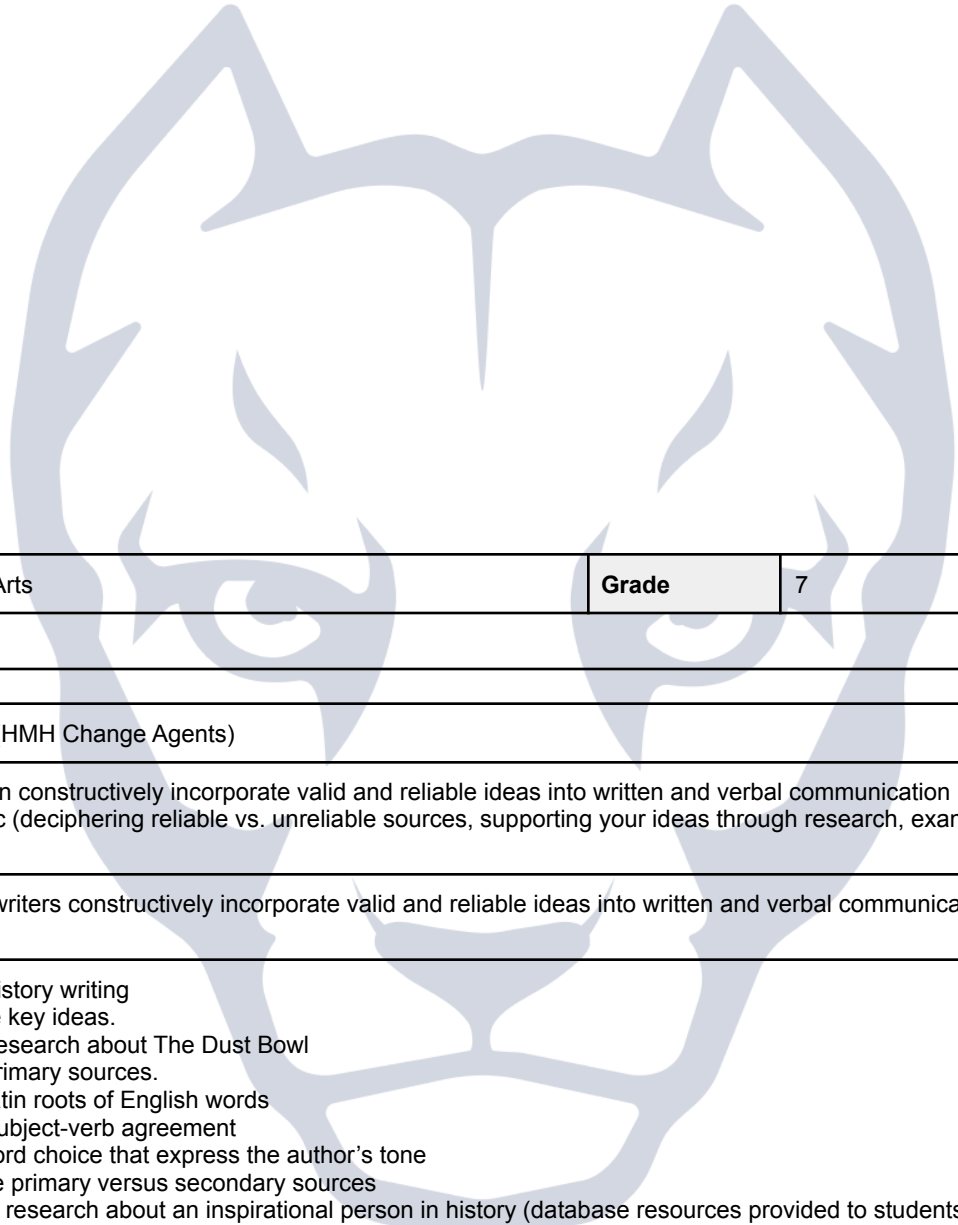 Arts Grade 7
HMH Change Agents)
n constructively incorporate valid and reliable ideas into written and verbal communication
c (deciphering reliable vs. unreliable sources, supporting your ideas through research, exam
writers constructively incorporate valid and reliable ideas into written and verbal communica
istory writing
e key ideas.
esearch about The Dust Bowl
rimary sources.
tin roots of English words
ubject-verb agreement
ord choice that express the author’s tone
e primary versus secondary sources
research about an inspirational person in history (database resources provided to students